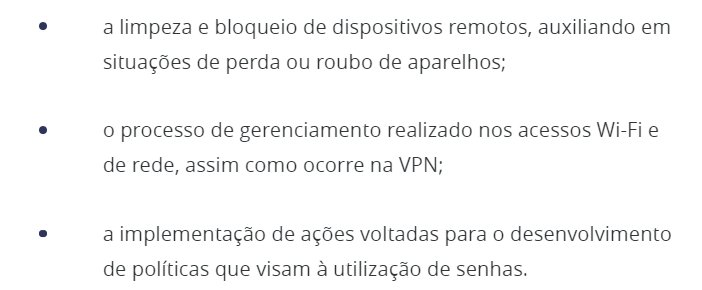 • a limpeza e bloqueio de dispositivos remotos, auxiliando em
situações de perda ou roubo de aparelhos;
• o processo de gerenciamento realizado nos acessos Wi-Fi e
de rede, assim como ocorre na VPN;
• a implementação de ações voltadas para o desenvolvimento
de políticas que visam à utilização de senhas.